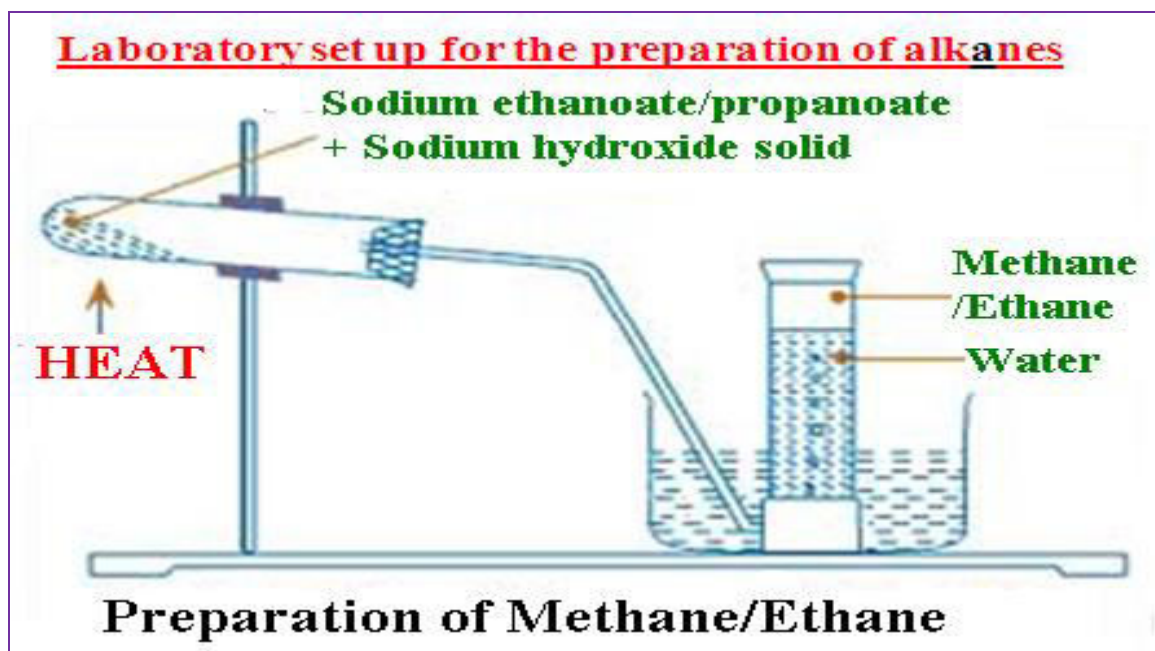 Laboratory set up for the preparation of alkanes
Sodium ethanoate/propanoate
+ Sodium hydroxide solid
Methane
/Ethane
Water
HEAT
Preparation of Methane/Ethane